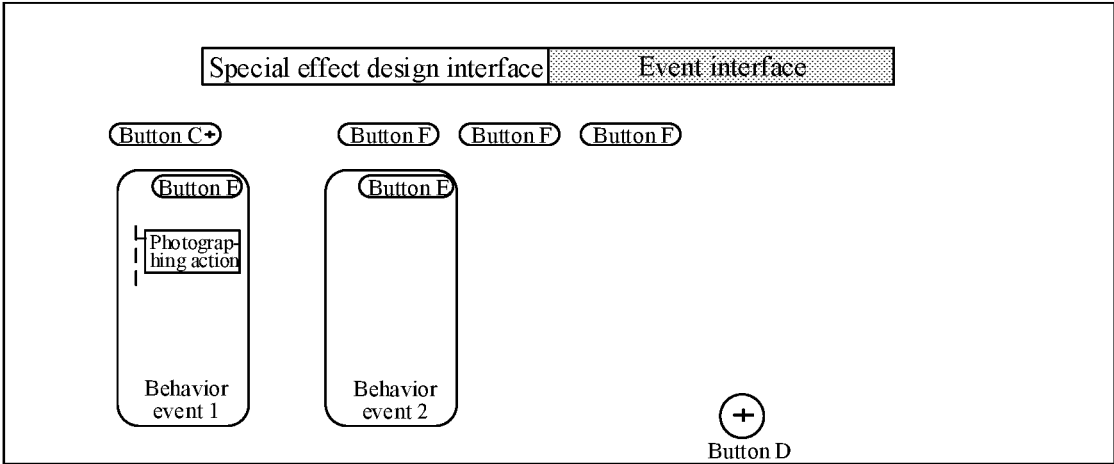 Special effect design interface Event interface
Button C+ Button F Button F Button F
Button E Button E
Photograp-
hing action
Behavior
event 1
Behavior
event 2
+
Button D